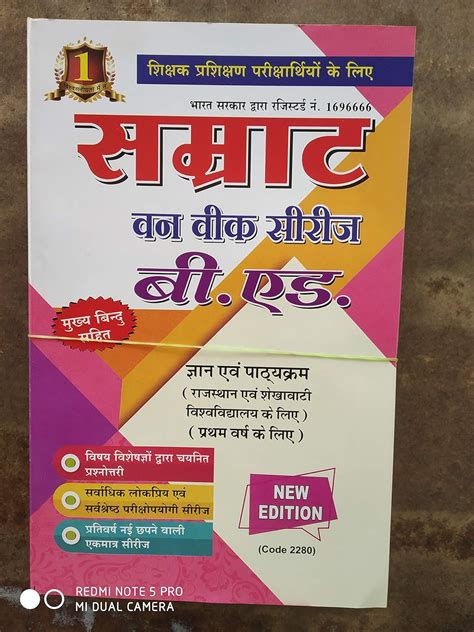 1
शिक्षक प्रशिक्षण परीक्षार्थियों के लिए
भारत सरकार द्वारा रजिस्टर्ड नं. 1696666
सम्राट
वन वीक सीरीज
बी.एड.
मुख्य बिन्दु
सहित
ज्ञान एवं पाठ्यक्रम
( राजस्थान एवं शेखावाटी
विश्वविद्यालय के लिए )
( प्रथम वर्ष के लिए )
विषय विशेषज्ञों द्वारा चयनित
प्रश्नोत्तरी
सर्वाधिक लोकप्रिय एवं
सर्वश्रेष्ठ परीक्षोपयोगी सीरीज
प्रतिवर्ष नई छपने वाली
एकमात्र सीरीज
NEW
EDITION
(Code 2280)
REDMI NOTE 5 PRO
MI DUAL CAMERA